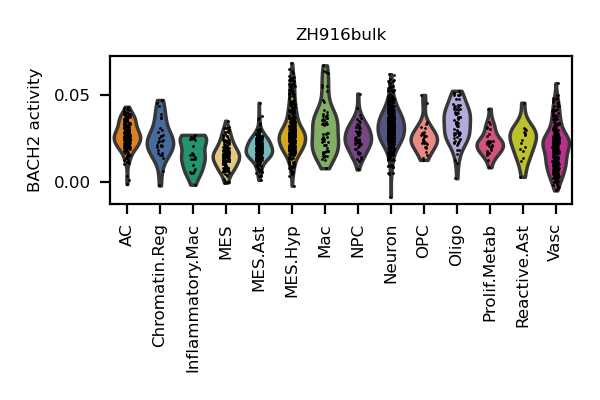 ZH916bulk
BACH2 activity
0.05
0.00
AC
Chromatin.Reg
Inflammatory.Mac
MES
MES.Ast
MES.Hyp
Mac
NPC
Neuron
OPC
Oligo
Prolif.Metab
Reactive.Ast
Vasc